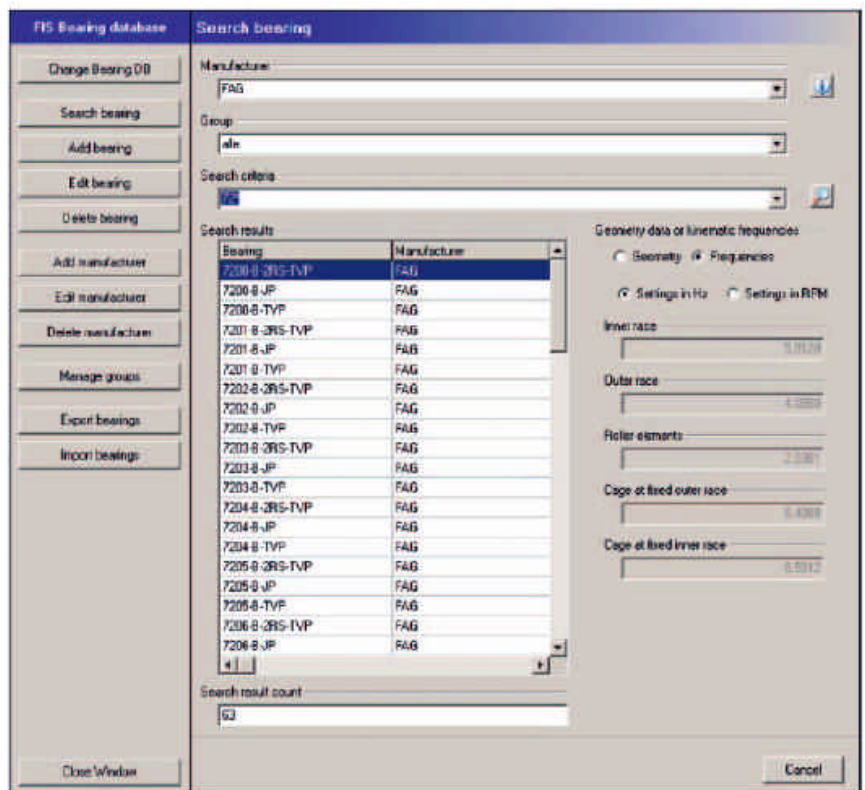 FIS Bearing database
Search bearing
Change Bearing DB
Search bearing
Add bearing
Edit bearing
Delete bearing
Add manufacturer
Edit manufacturer
Delete manufacturer
Manage groups
Export bearings
Import bearings
Close Window
Manufacturer
FAG
Group
alle
Search criteria
Search results
Bearing Manufacturer
7200-B-2RS-TVP FAG
7200-B-JP FAG
7200-B-TVP FAG
7201-B-2RS-TVP FAG
7201-B-JP FAG
7201-B-TVP FAG
7202-B-2RS-TVP FAG
7202-B-JP FAG
7202-B-TVP FAG
7203-B-2RS-TVP FAG
7203-B-JP FAG
7203-B-TVP FAG
7204-B-2RS-TVP FAG
7204-B-JP FAG
7204-B-TVP FAG
7205-B-2RS-TVP FAG
7205-B-JP FAG
7205-B-TVP FAG
7206-B-2RS-TVP FAG
7206-B-JP FAG
Search result count
63
Geometry data or kinematic frequencies
Geometry Frequencies
Settings in Hz Settings in RPM
Inner race
Outer race
Roller elements
Cage at fixed outer race
Cage at fixed inner race
Cancel